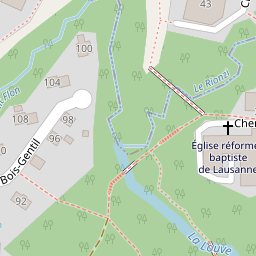 43
100
Le Rionzi
104
Flon
108
98
96
Bois-Gentil
92
Église réformée
baptiste
de Lausanne
La Louve